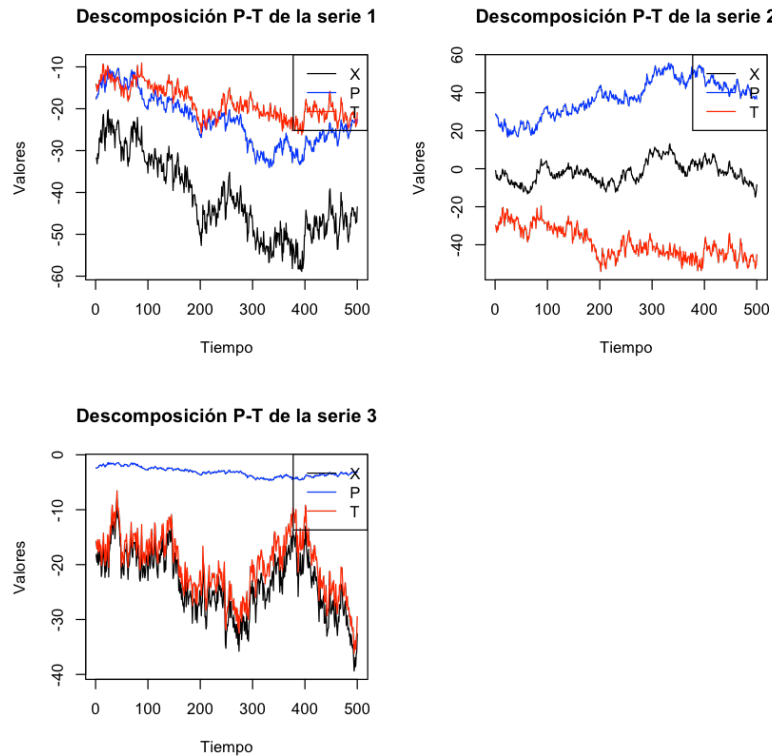 Descomposición P-T de la serie 1
Valores
-10
-20
-30
-40
-50
-60
0 100 200 300 400 500
Tiempo
X
P
T
Descomposición P-T de la serie 2
Valores
60
40
20
0
-40
0 100 200 300 400 500
Tiempo
X
P
T
Descomposición P-T de la serie 3
Valores
0
-10
-20
-30
-40
0 100 200 300 400 500
Tiempo
X
P
T